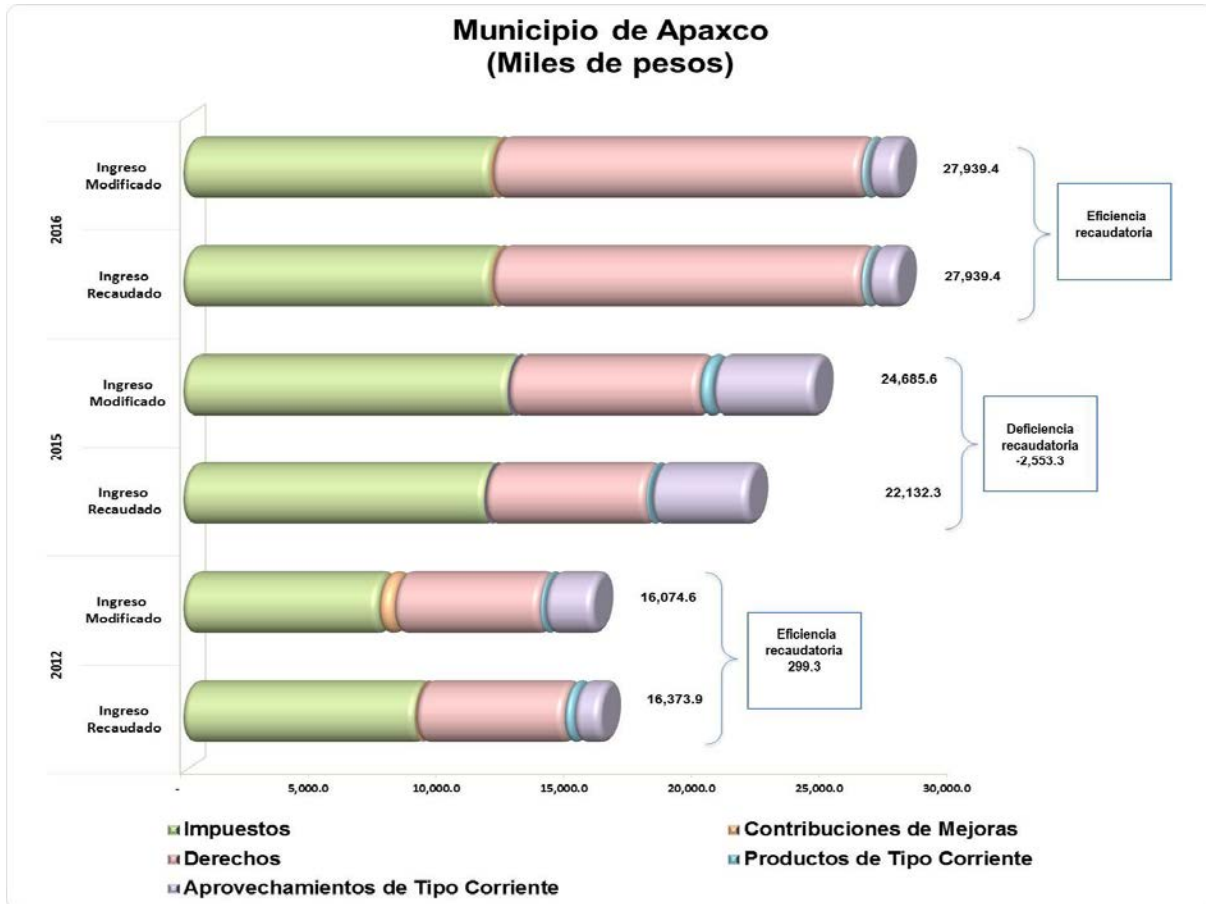 Municipio de Apaxco
(Miles de pesos)
2016
Ingreso
Modificado
27,939.4
Ingreso
Recaudado
27,939.4
Eficiencia
recaudatoria
2015
Ingreso
Modificado
24,685.6
Ingreso
Recaudado
22,132.3
Deficiencia
recaudatoria
-2,553.3
2012
Ingreso
Modificado
16,074.6
Ingreso
Recaudado
16,373.9
Eficiencia
recaudatoria
299.3
- 5,000.0 10,000.0 15,000.0 20,000.0 25,000.0 30,000.0
Impuestos
Contribuciones de Mejoras
Derechos
Productos de Tipo Corriente
Aprovechamientos de Tipo Corriente